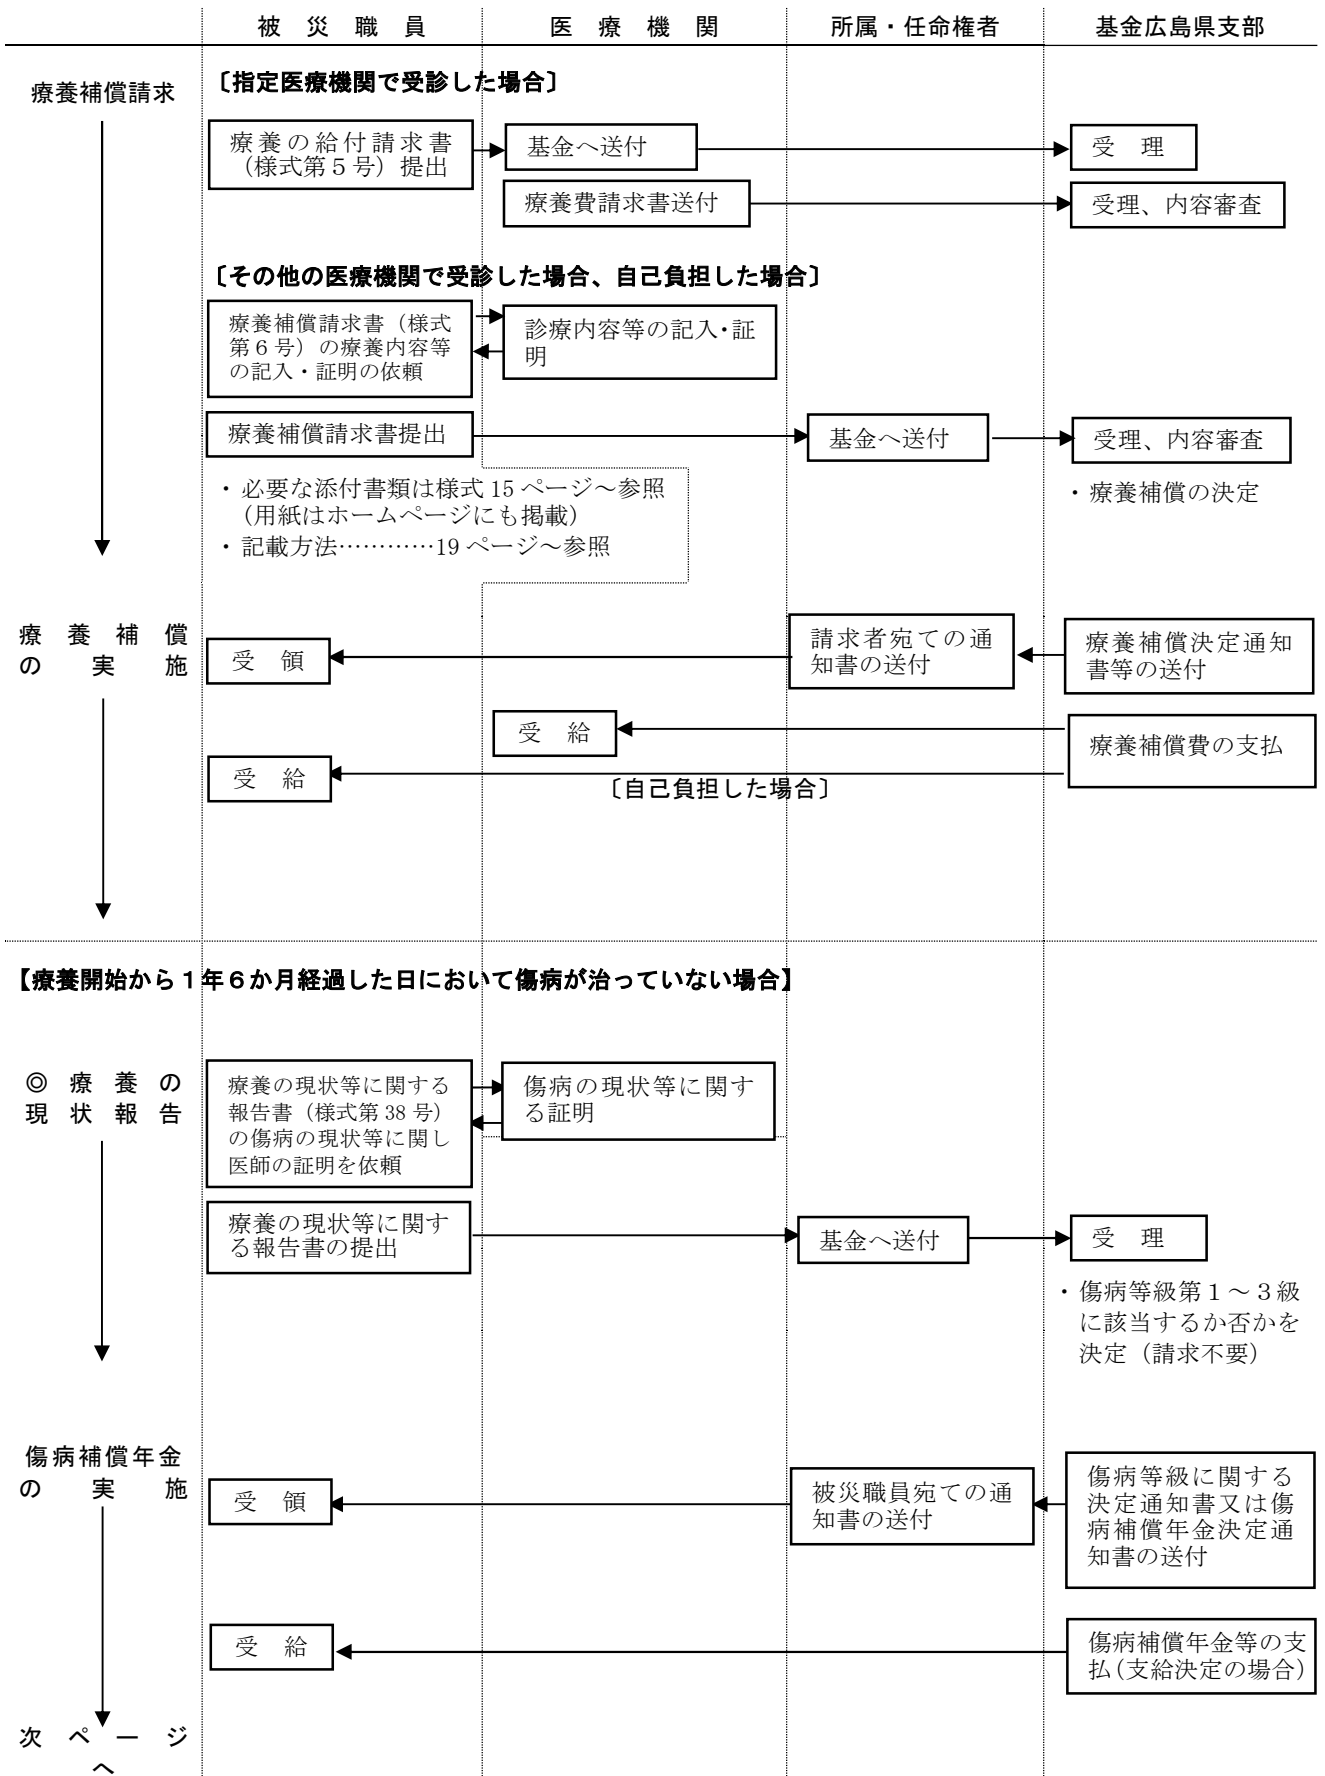 被災職員
医療機関
所属・任命権者
基金広島県支部
療養補償請求
〔指定医療機関で受診した場合〕
療養の給付請求書
（様式第５号）提出
基金へ送付
受理
療養費請求書送付
受理、内容審査
〔その他の医療機関で受診した場合、自己負担した場合〕
療養補償請求書（様式
第６号）の療養内容等
の記入・証明の依頼
診療内容等の記入･証
明
療養補償請求書提出
基金へ送付
受理、内容審査
・必要な添付書類は様式 15 ページ～参照
（用紙はホームページにも掲載）
・記載方法…………19 ページ～参照
・療養補償の決定
療養補償
の実施
受領
請求者宛ての通
知書の送付
療養補償決定通知
書等の送付
受給
療養補償費の支払
受給
〔自己負担した場合〕
【療養開始から１年６か月経過した日において傷病が治っていない場合】
◎療養の
現状報告
療養の現状等に関する
報告書（様式第 38 号）
の傷病の現状等に関し
医師の証明を依頼
傷病の現状等に関す
る証明
療養の現状等に関す
る報告書の提出
基金へ送付
受理
・傷病等級第１～３級
に該当するか否かを
決定（請求不要）
傷病補償年金
の実施
受領
被災職員宛ての通
知書の送付
傷病等級に関する
決定通知書又は傷
病補償年金決定通
知書の送付
受給
傷病補償年金等の支
払（支給決定の場合）
次ページ
へ